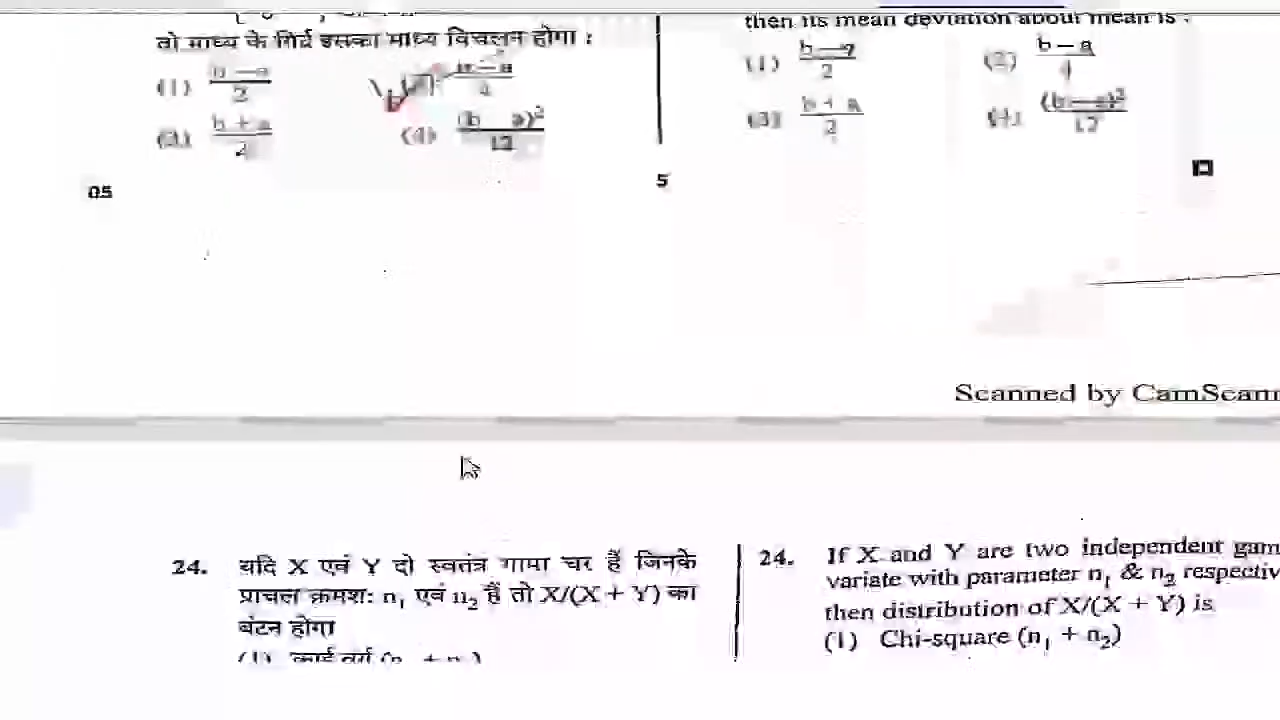 तो माध्य के गिर्द इसका माध्य विचलन होगा :
(1) b − a / 2
b − a / 4
(3) b + a / 2
(4) (b − a)² / 12
05
then its mean deviation about mean is :
(1) b − a / 2
(2) b − a / 4
(3) b + a / 2
(4) (b − a)² / 12
5
Scanned by CamScann
24. यदि X एवं Y दो स्वतंत्र गामा चर हैं जिनके
प्राचल क्रमशः n₁ एवं n₂ हैं तो X/(X + Y) का
बंटन होगा
(1) काई वर्ग (n + n )
24. If X and Y are two independent gam
variate with parameter n₁ & n₂ respectiv
then distribution of X/(X + Y) is
(1) Chi-square (n₁ + n₂)